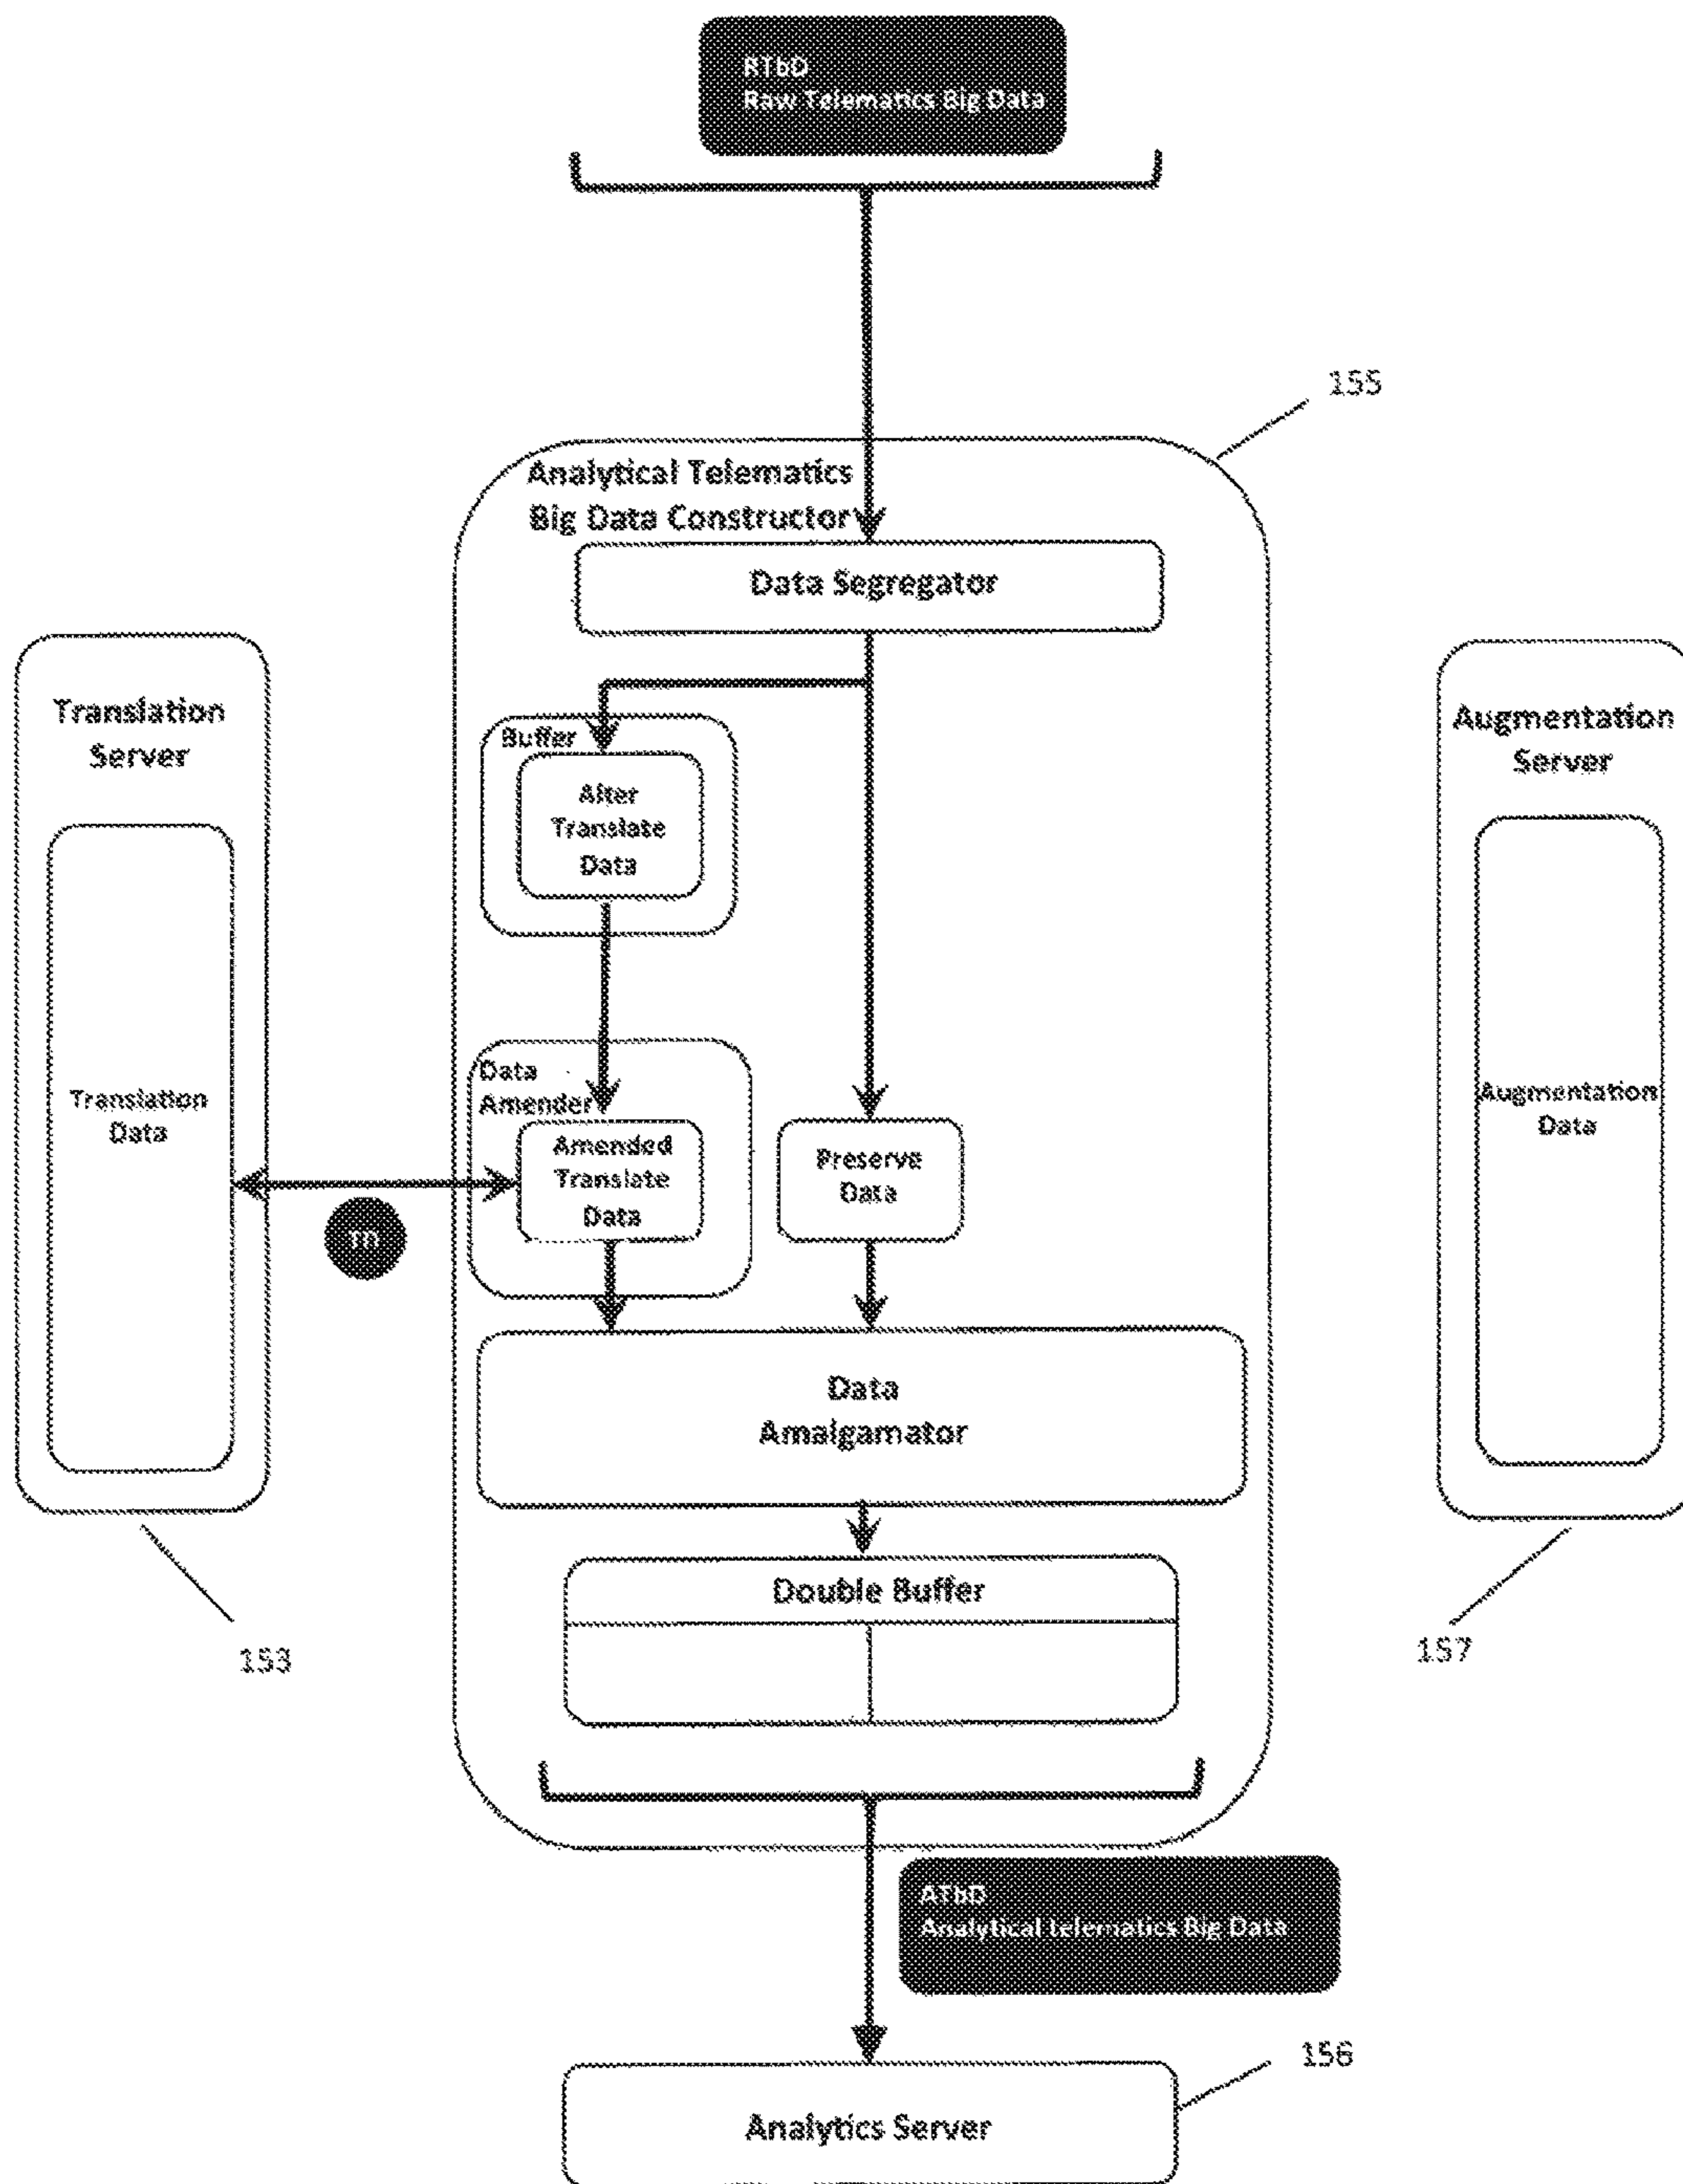 RTbD
Raw Telematics Big Data
155
Analytical Telematics
Big Data Constructor
Data Segregator
Translation
Server
Augmentation
Server
Buffer
Alter
Translate
Data
Translation
Data
Data
Amender
Amended
Translate
Data
Preserve
Data
Augmentation
Data
m
Data
Amalgamator
Double Buffer
153
157
ATbD
Analytical Telematics Big Data
156
Analytics Server